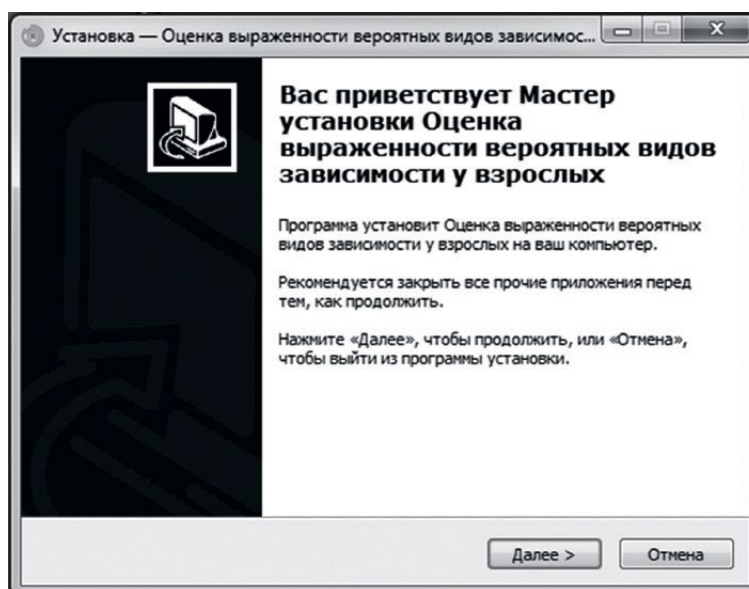 Установка — Оценка выраженности вероятных видов зависимос...
Вас приветствует Мастер
установки Оценка
выраженности вероятных видов
зависимости у взрослых
Программа установит Оценка выраженности вероятных
видов зависимости у взрослых на ваш компьютер.
Рекомендуется закрыть все прочие приложения перед
тем, как продолжить.
Нажмите «Далее», чтобы продолжить, или «Отмена»,
чтобы выйти из программы установки.
Далее >
Отмена